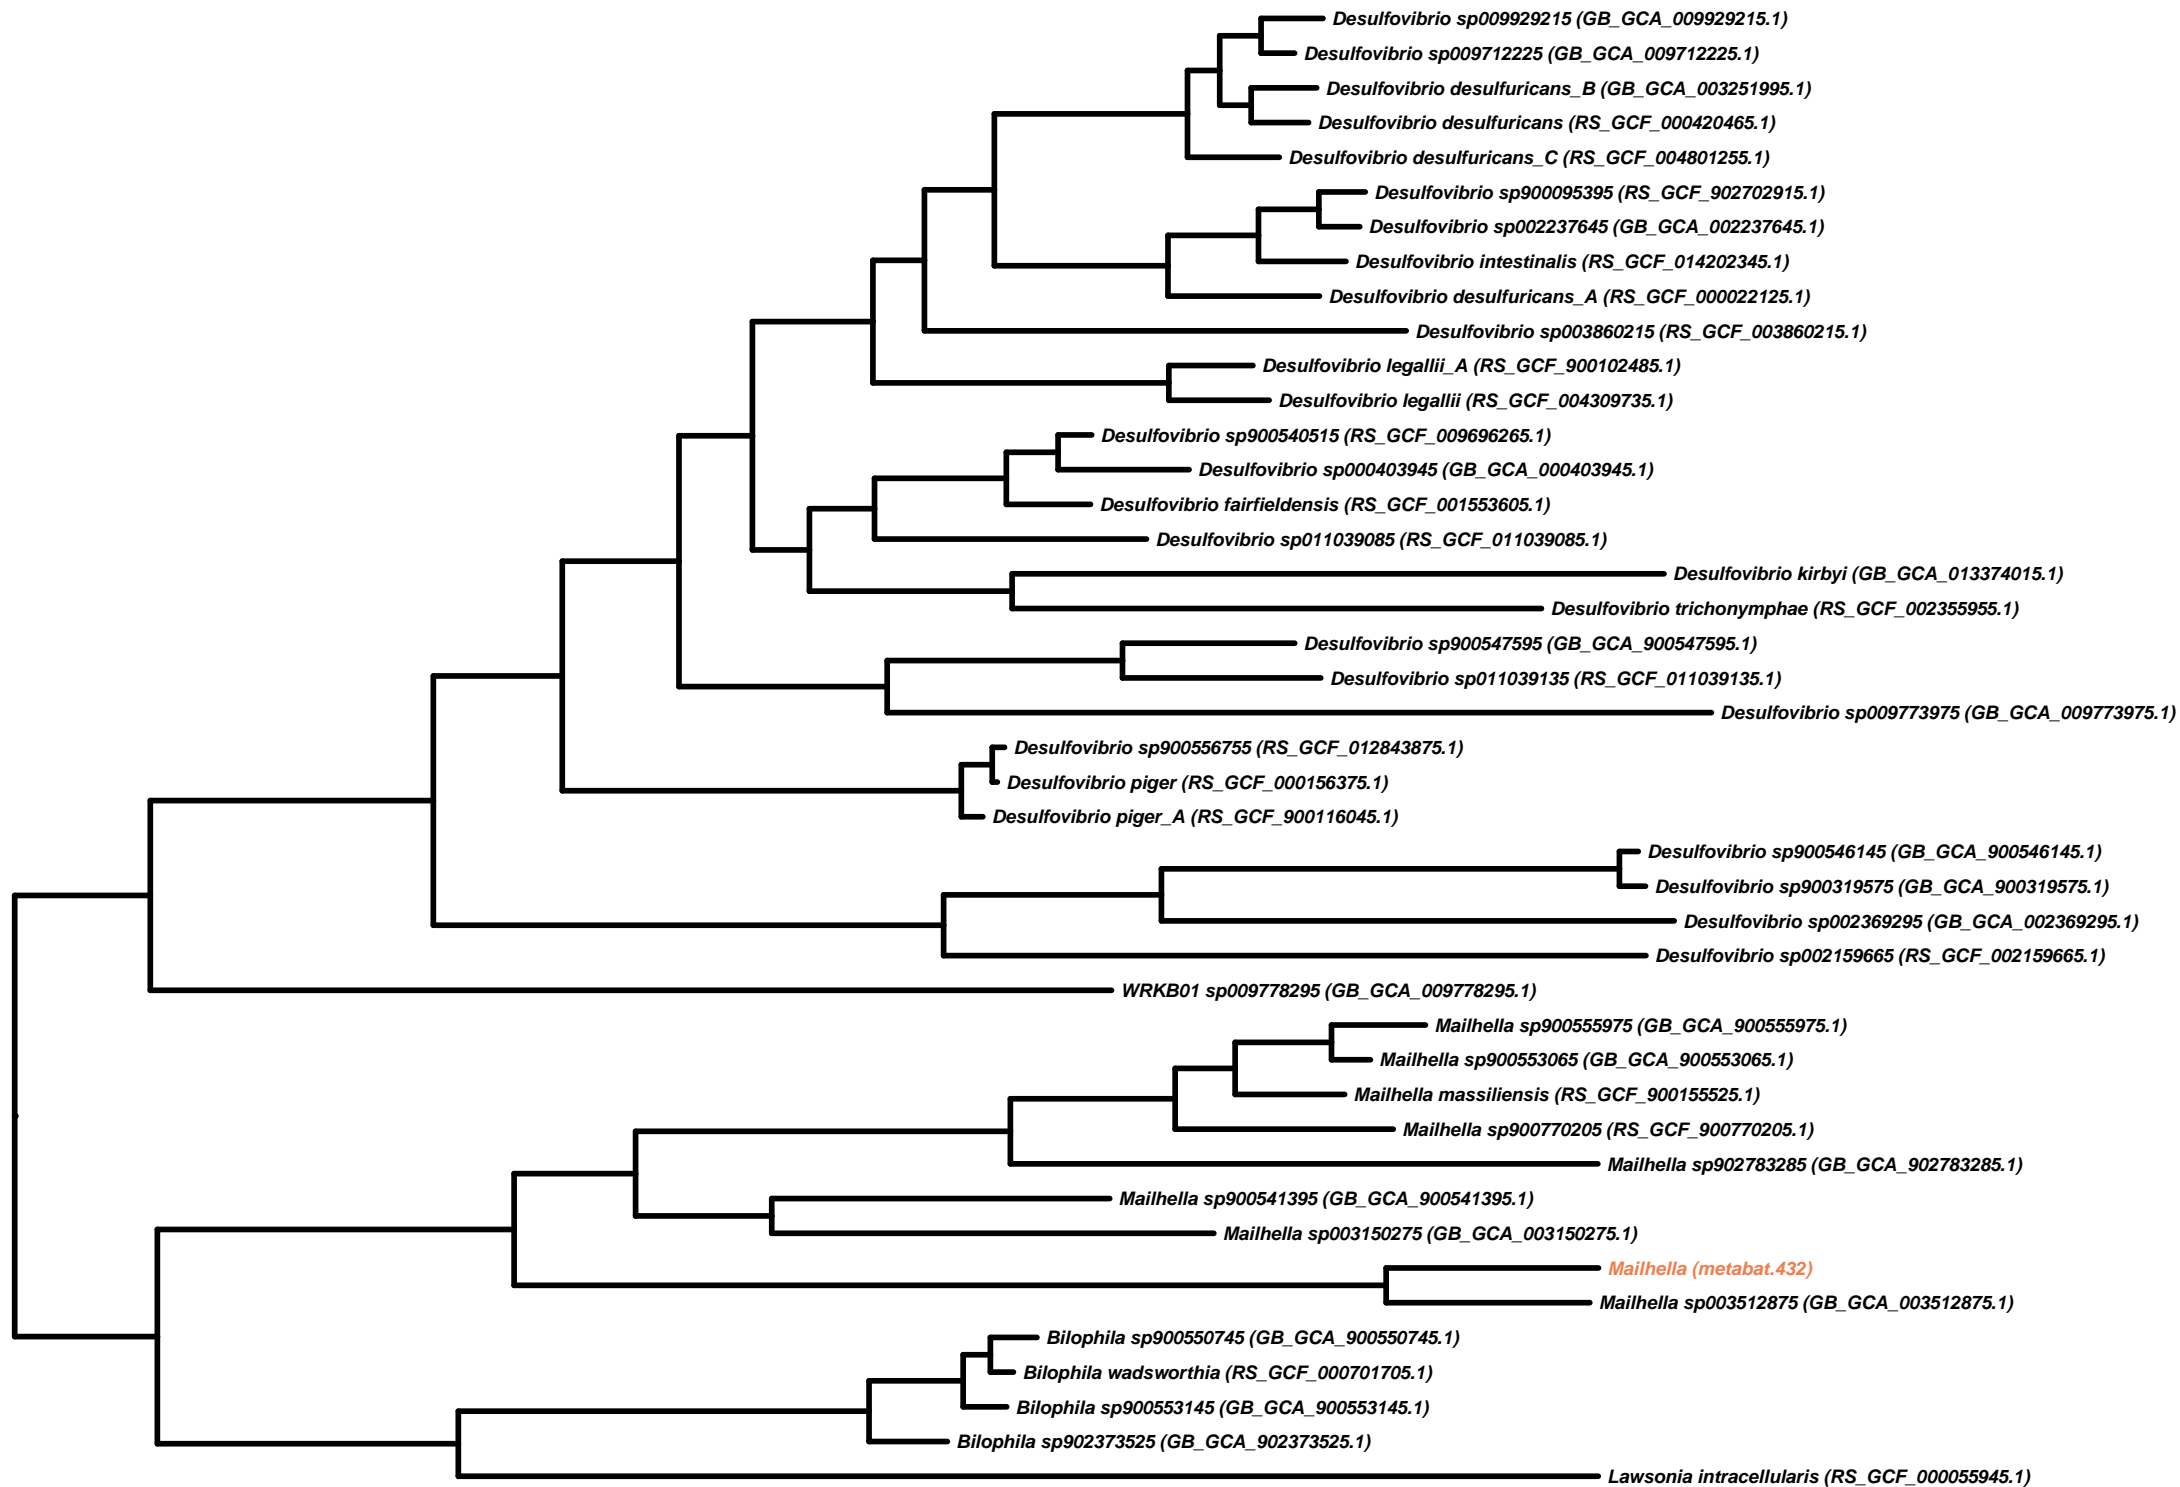 Desulfovibrio sp009929215 (GB_GCA_009929215.1)
Desulfovibrio sp009712225 (GB_GCA_009712225.1)
Desulfovibrio desulfuricans_B (GB_GCA_003251995.1)
Desulfovibrio desulfuricans (RS_GCF_000420465.1)
Desulfovibrio desulfuricans_C (RS_GCF_004801255.1)
Desulfovibrio sp900095395 (RS_GCF_902702915.1)
Desulfovibrio sp002237645 (GB_GCA_002237645.1)
Desulfovibrio intestinalis (RS_GCF_014202345.1)
Desulfovibrio desulfuricans_A (RS_GCF_000022125.1)
Desulfovibrio sp003860215 (RS_GCF_003860215.1)
Desulfovibrio legallii_A (RS_GCF_900102485.1)
Desulfovibrio legallii (RS_GCF_004309735.1)
Desulfovibrio sp900540515 (RS_GCF_009696265.1)
Desulfovibrio sp000403945 (GB_GCA_000403945.1)
Desulfovibrio fairfieldensis (RS_GCF_001553605.1)
Desulfovibrio sp011039085 (RS_GCF_011039085.1)
Desulfovibrio kirbyi (GB_GCA_013374015.1)
Desulfovibrio trichonymphae (RS_GCF_002355955.1)
Desulfovibrio sp900547595 (GB_GCA_900547595.1)
Desulfovibrio sp011039135 (RS_GCF_011039135.1)
Desulfovibrio sp009773975 (GB_GCA_009773975.1)
Desulfovibrio sp900556755 (RS_GCF_012843875.1)
Desulfovibrio piger (RS_GCF_000156375.1)
Desulfovibrio piger_A (RS_GCF_900116045.1)
Desulfovibrio sp900546145 (GB_GCA_900546145.1)
Desulfovibrio sp900319575 (GB_GCA_900319575.1)
Desulfovibrio sp002369295 (GB_GCA_002369295.1)
Desulfovibrio sp002159665 (RS_GCF_002159665.1)
WRKB01 sp009778295 (GB_GCA_009778295.1)
Mailhella sp900555975 (GB_GCA_900555975.1)
Mailhella sp900553065 (GB_GCA_900553065.1)
Mailhella massiliensis (RS_GCF_900155525.1)
Mailhella sp900770205 (RS_GCF_900770205.1)
Mailhella sp902783285 (GB_GCA_902783285.1)
Mailhella sp900541395 (GB_GCA_900541395.1)
Mailhella sp003150275 (GB_GCA_003150275.1)
Mailhella (metabat.432)
Mailhella sp003512875 (GB_GCA_003512875.1)
Bilophila sp900550745 (GB_GCA_900550745.1)
Bilophila wadsworthia (RS_GCF_000701705.1)
Bilophila sp900553145 (GB_GCA_900553145.1)
Bilophila sp902373525 (GB_GCA_902373525.1)
Lawsonia intracellularis (RS_GCF_000055945.1)